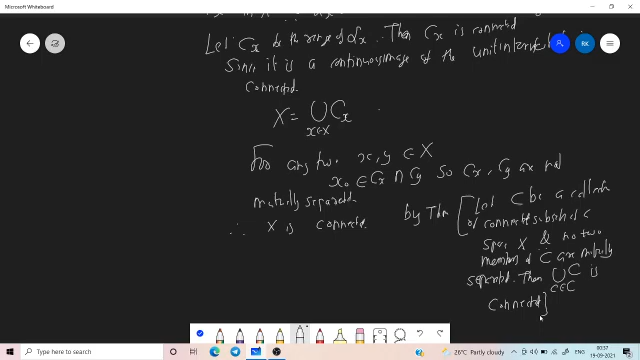 Microsoft Whiteboard
RK
Let Cx be the range of αx. Then Cx is connected
Since it is a continuous image of the unit interval
connected.
X = ∪ Cx
x∈X
For any two x, y ∈ X
x₀ ∈ Cx ∩ Cy so Cx, Cy are not
mutually separated
∴ X is connected. by Thm
[Let C be a collection
of connected subsets of a
space X & no two
members of C are mutually
separated. Then ∪ C is
C∈C
connected]
Type here to search
26°C Partly cloudy
ENG
00:37
19-09-2021